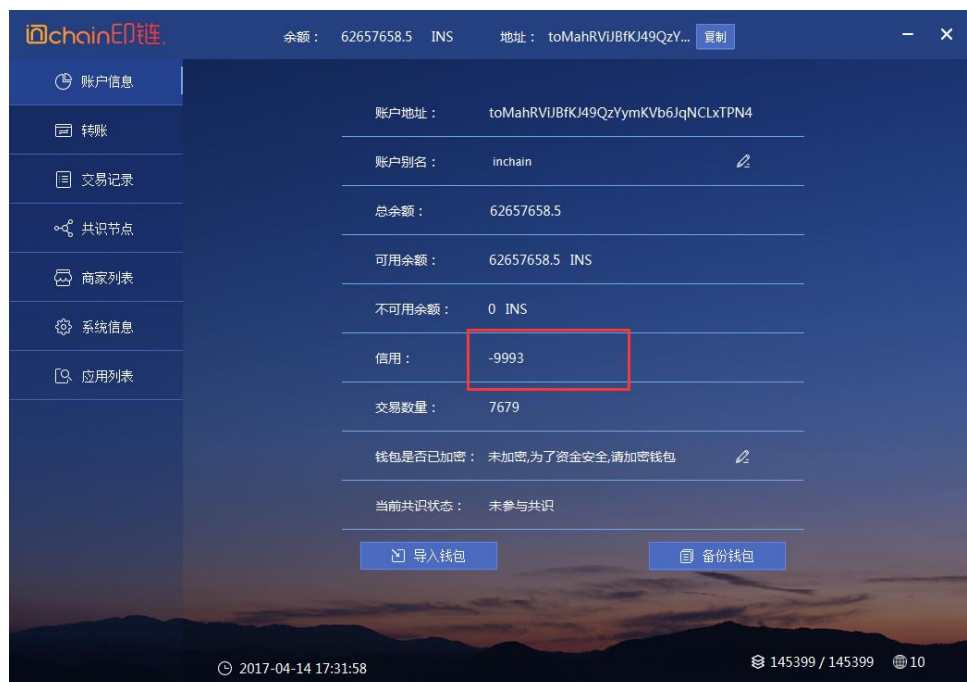 inchain印链.
余额： 62657658.5 INS 地址： toMahRViJBfKJ49QzY... 复制
账户信息
转账
交易记录
共识节点
商家列表
系统信息
应用列表
账户地址： toMahRViJBfKJ49QzYymKVb6JqNCLxTPN4
账户别名： inchain
总余额： 62657658.5
可用余额： 62657658.5 INS
不可用余额： 0 INS
信用： -9993
交易数量： 7679
钱包是否已加密： 未加密,为了资金安全,请加密钱包
当前共识状态： 未参与共识
导入钱包 备份钱包
2017-04-14 17:31:58 145399 / 145399 10